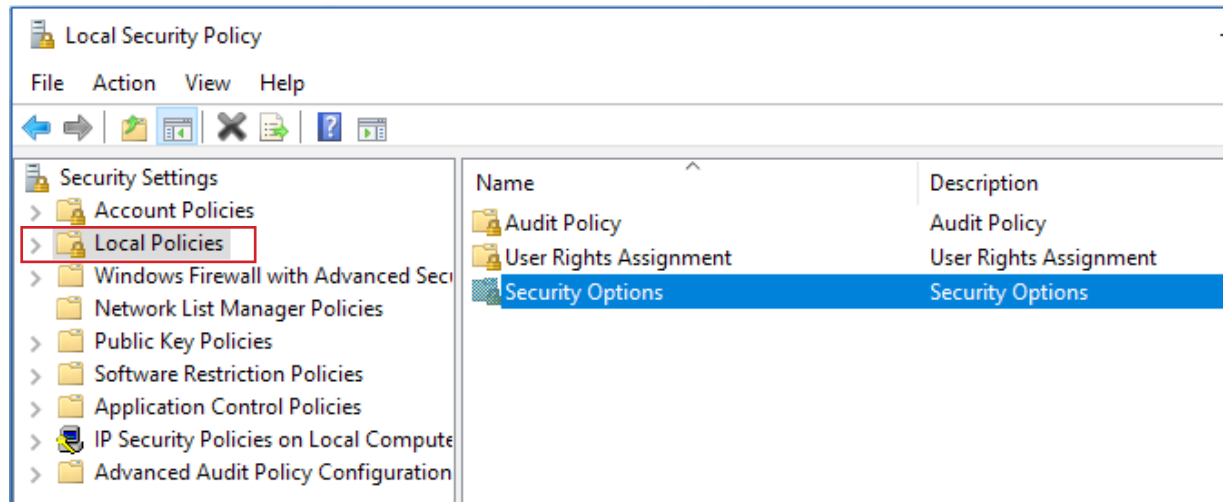 Local Security Policy
File Action View Help
Security Settings
Account Policies
Local Policies
Windows Firewall with Advanced Secu
Network List Manager Policies
Public Key Policies
Software Restriction Policies
Application Control Policies
IP Security Policies on Local Compute
Advanced Audit Policy Configuration
Name Description
Audit Policy Audit Policy
User Rights Assignment User Rights Assignment
Security Options Security Options